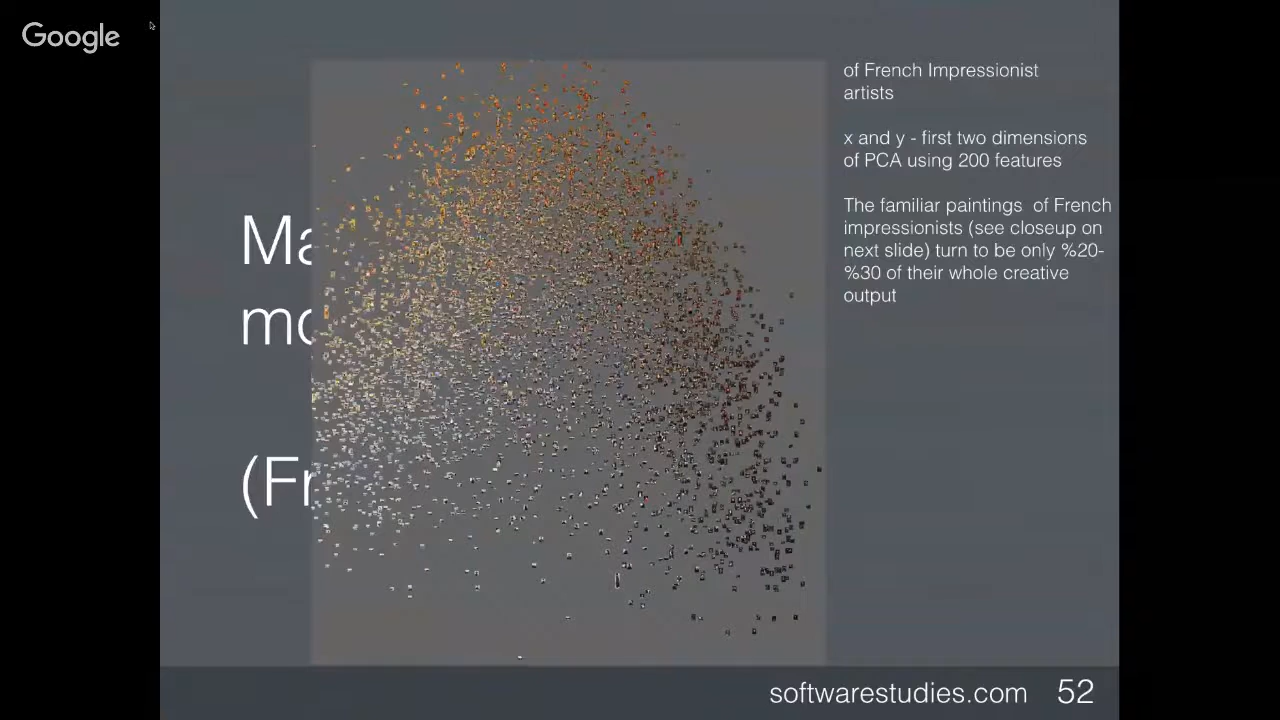 Google
of French Impressionist
artists
x and y - first two dimensions
of PCA using 200 features
The familiar paintings of French
impressionists (see closeup on
next slide) turn to be only %20-
%30 of their whole creative
output
Ma
mo
(Fr
softwarestudies.com 52